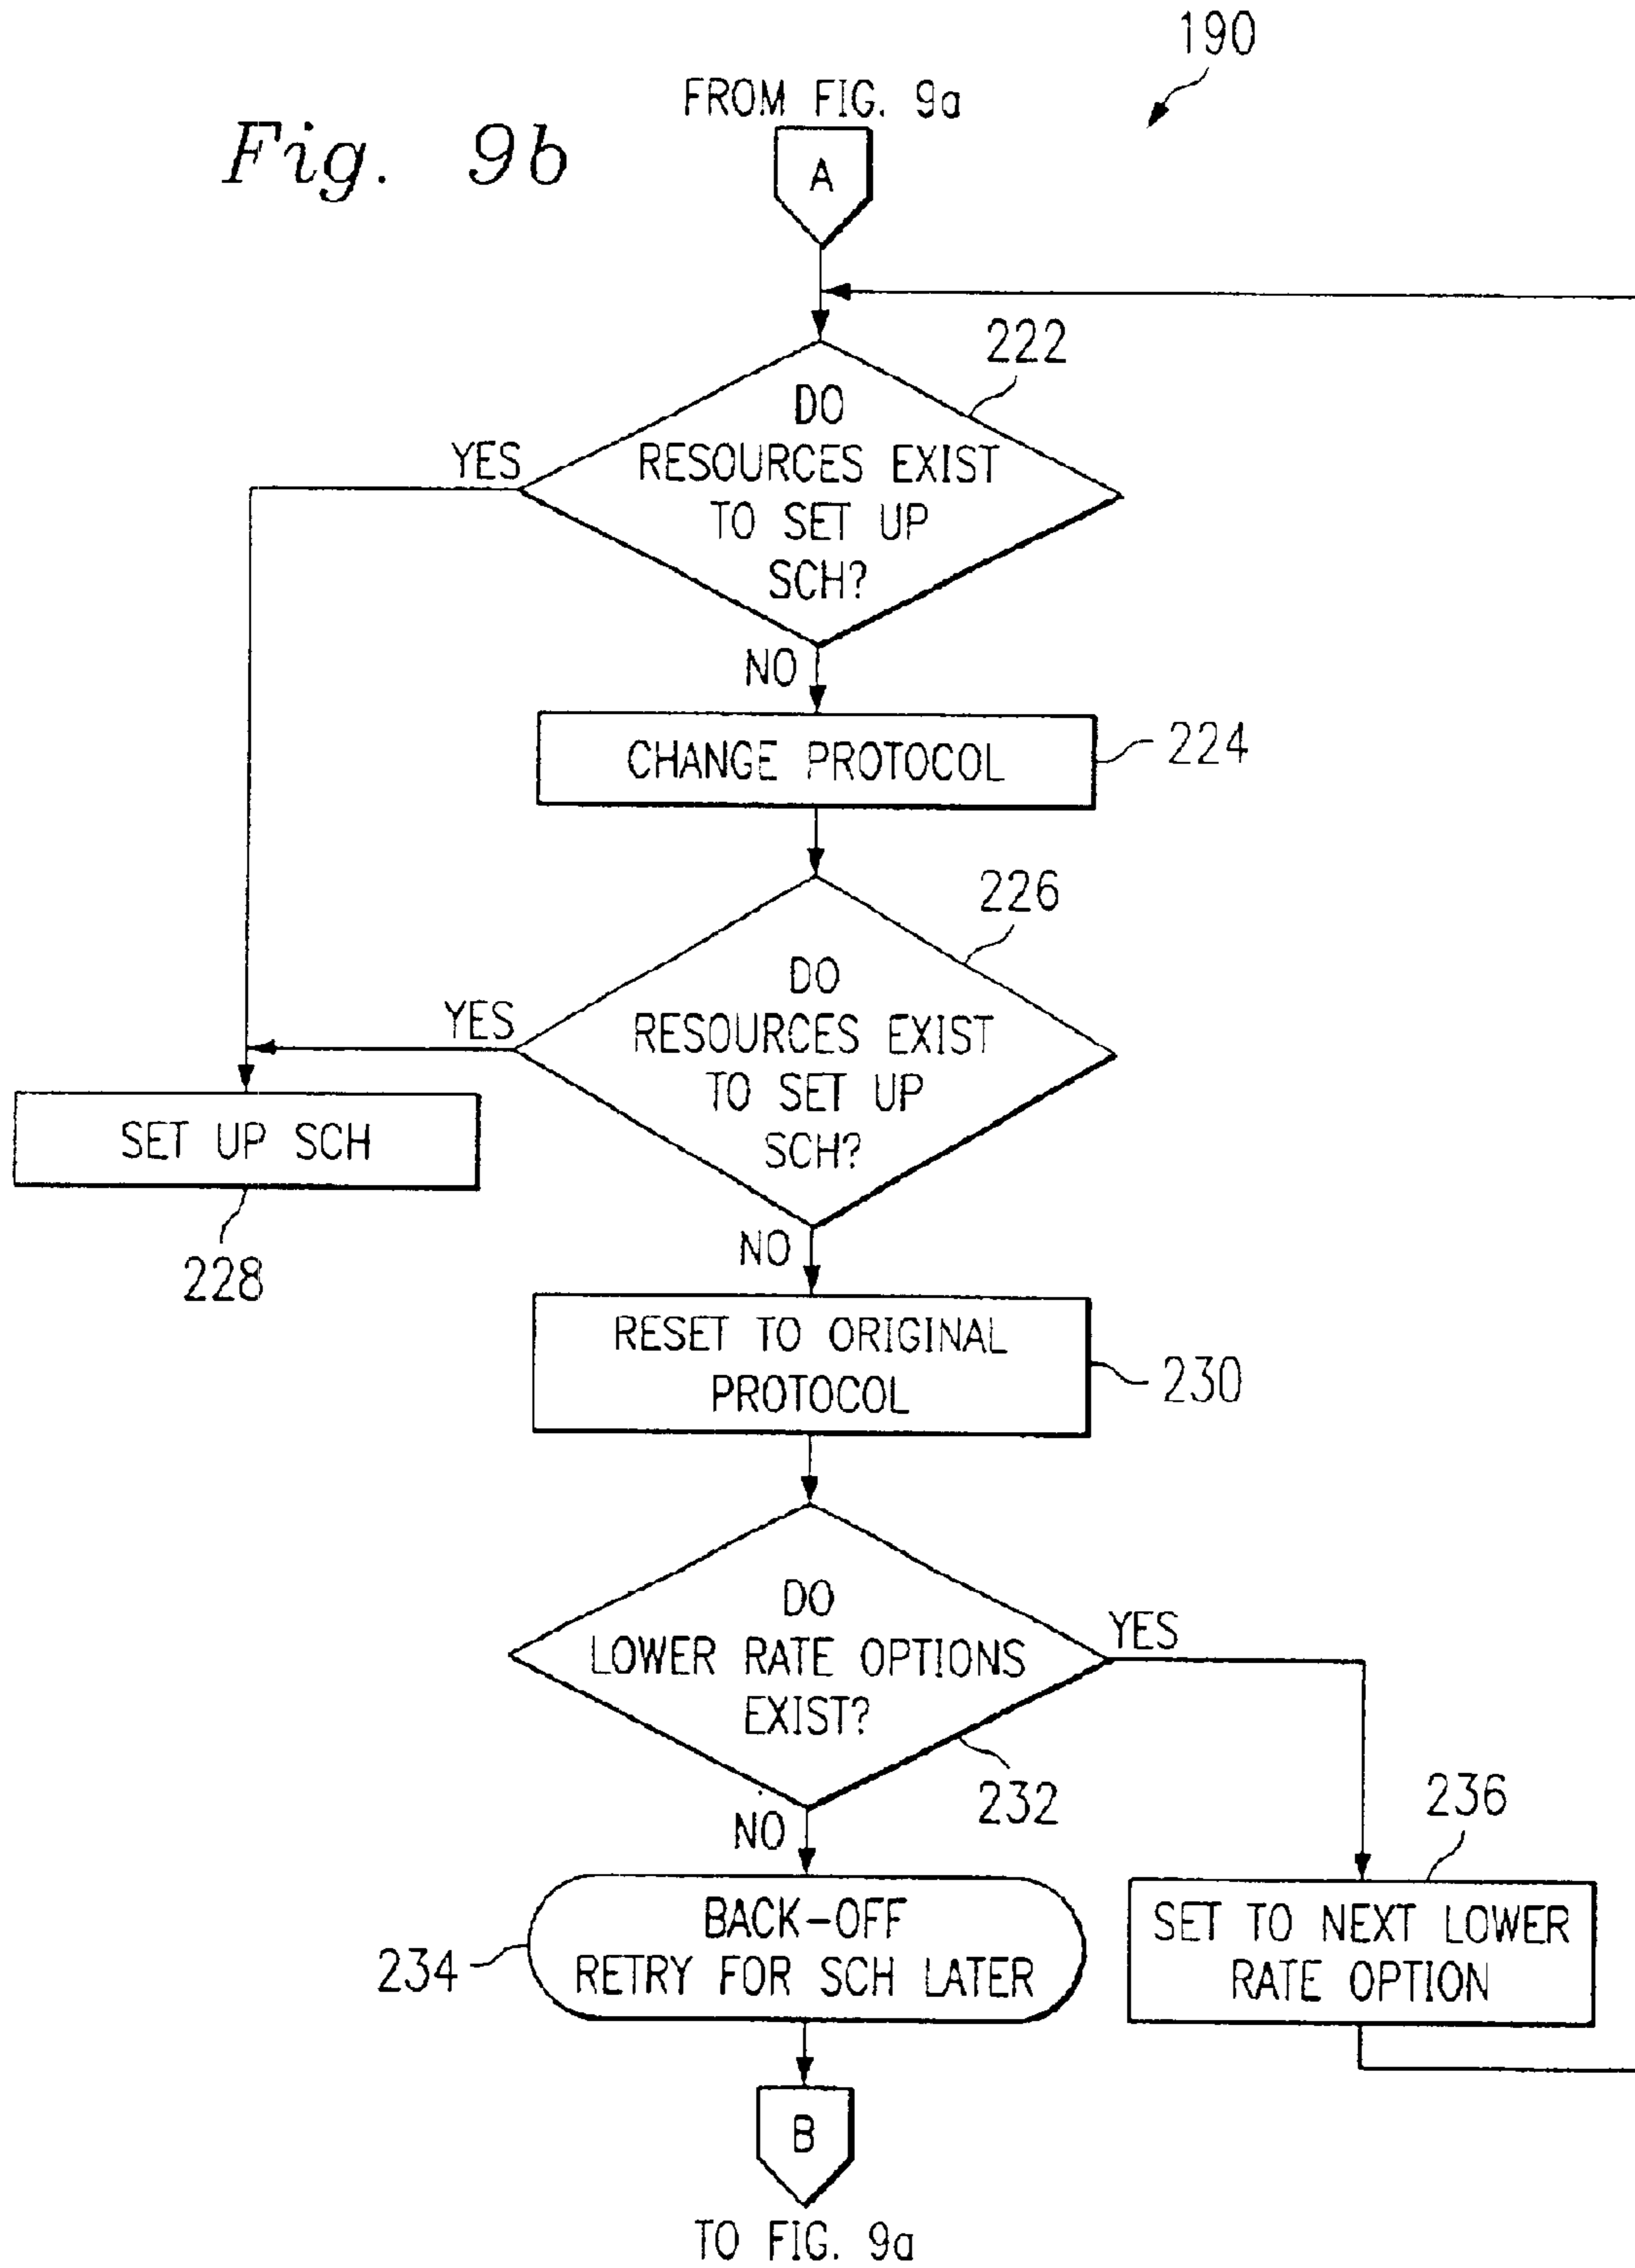 190
FROM FIG. 9a
Fig. 9b
A
222
DO
RESOURCES EXIST
TO SET UP
SCH?
YES
NO
CHANGE PROTOCOL
224
226
DO
RESOURCES EXIST
TO SET UP
SCH?
YES
SET UP SCH
228
NO
RESET TO ORIGINAL
PROTOCOL
230
DO
LOWER RATE OPTIONS
EXIST?
YES
232
NO
236
BACK-OFF
RETRY FOR SCH LATER
234
SET TO NEXT LOWER
RATE OPTION
B
TO FIG. 9a